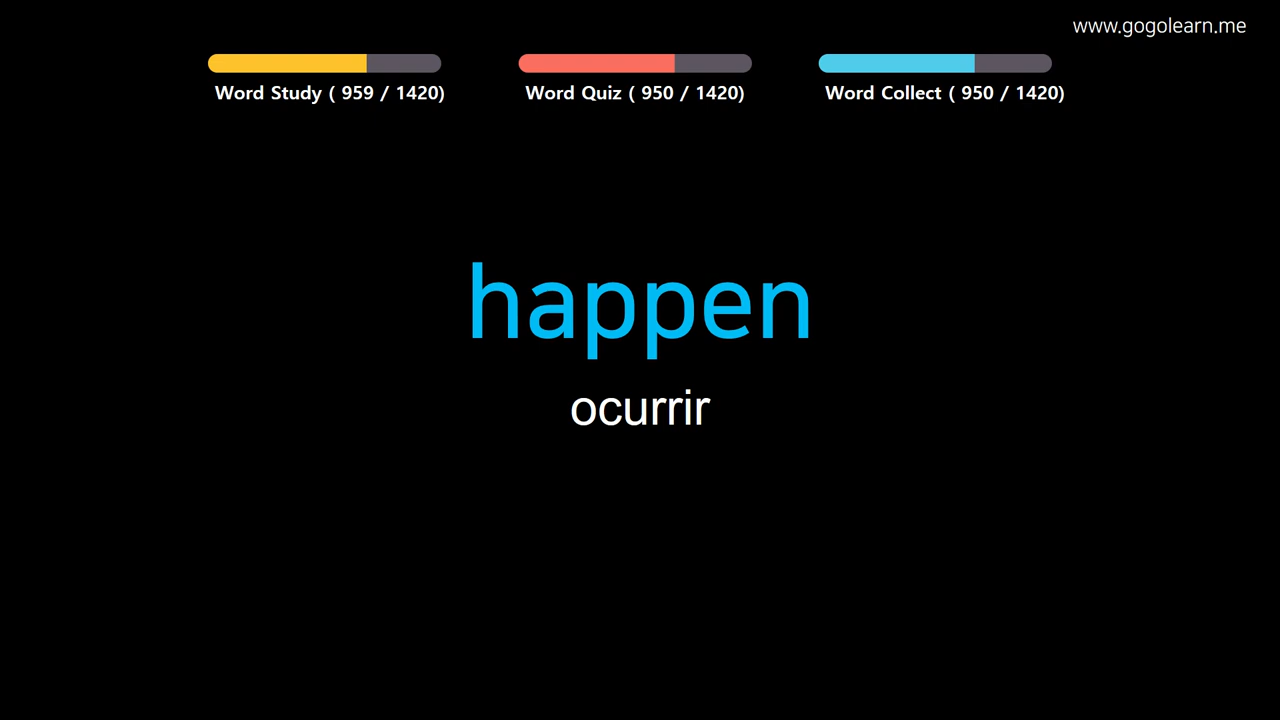 www.gogolearn.me
Word Study ( 959 / 1420)
Word Quiz ( 950 / 1420)
Word Collect ( 950 / 1420)
happen
ocurrir